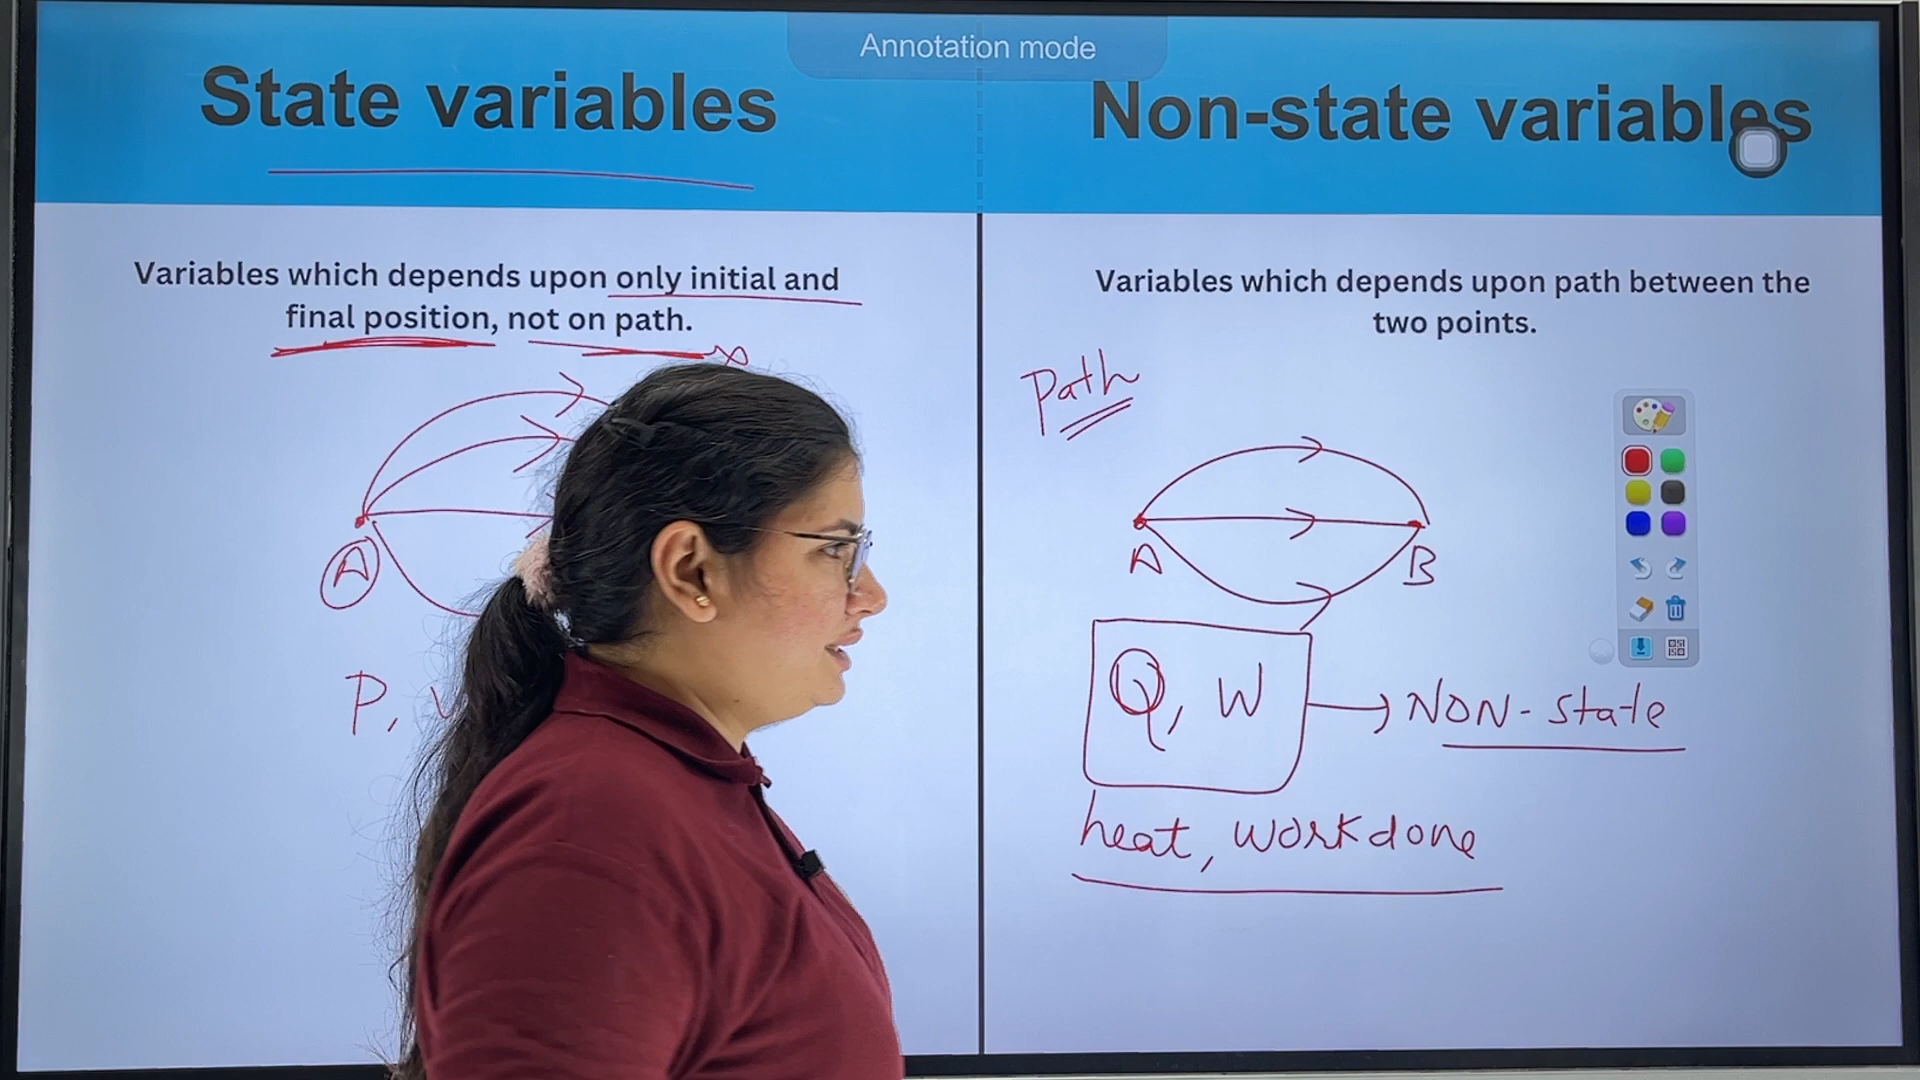 Annotation mode
State variables
Variables which depends upon only initial and
final position, not on path.
A
P,
Non-state variables
Variables which depends upon path between the
two points.
Path
A
B
Q, W → NON-State
heat, workdone